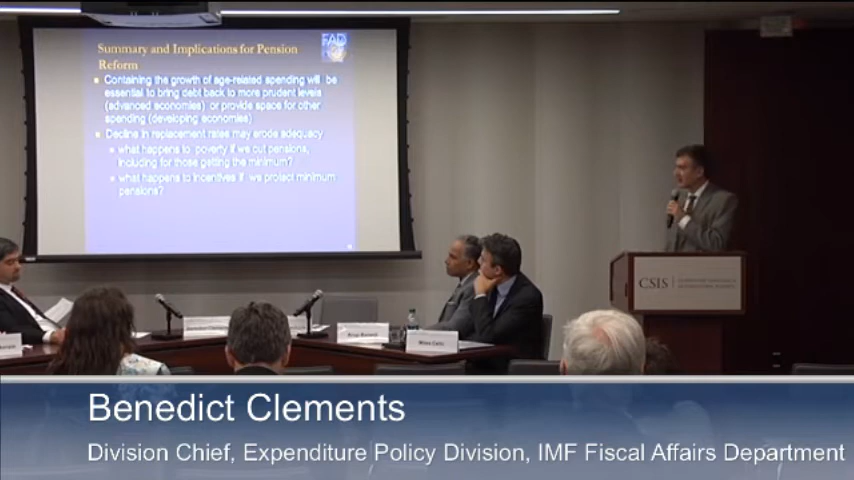 Summary and Implications for Pension
Reform
FAD
Containing the growth of age-related spending will be
essential to bring debt back to more prudent levels
(advanced economies) or provide space for other
spending (developing economies)
Decline in replacement rates may erode adequacy
what happens to poverty if we cut pensions,
including for those getting the minimum?
what happens to incentives if we protect minimum
pensions?
CSIS
Benedict Clements
Division Chief, Expenditure Policy Division, IMF Fiscal Affairs Department